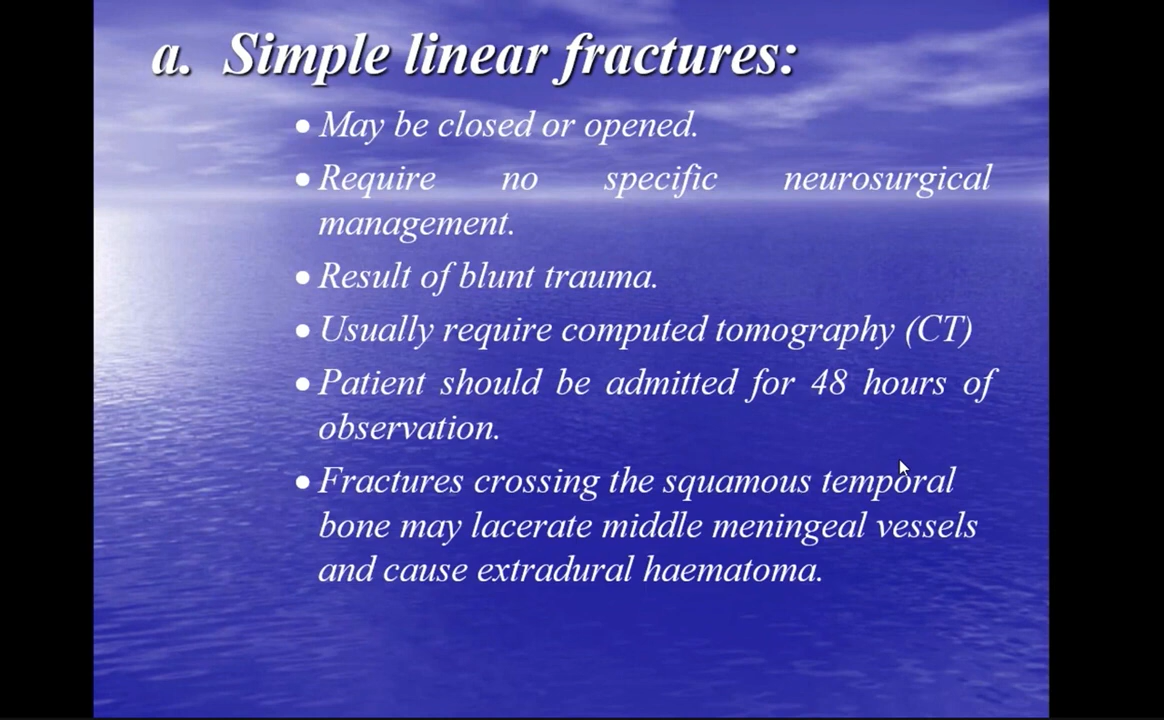 a. Simple linear fractures:
• May be closed or opened.
• Require no specific neurosurgical
management.
• Result of blunt trauma.
• Usually require computed tomography (CT)
• Patient should be admitted for 48 hours of
observation.
• Fractures crossing the squamous temporal
bone may lacerate middle meningeal vessels
and cause extradural haematoma.